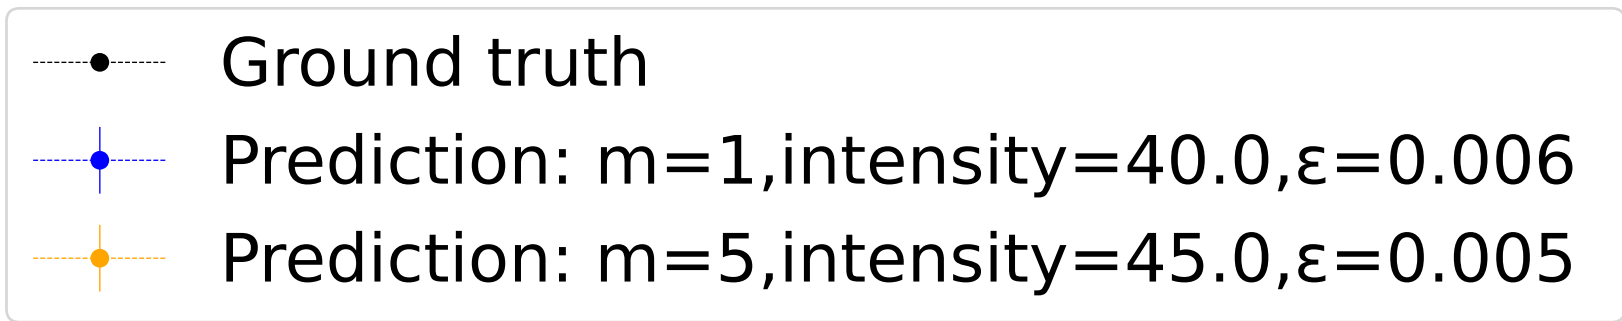 Ground truth
Prediction: m=1,intensity=40.0,ε=0.006
Prediction: m=5,intensity=45.0,ε=0.005